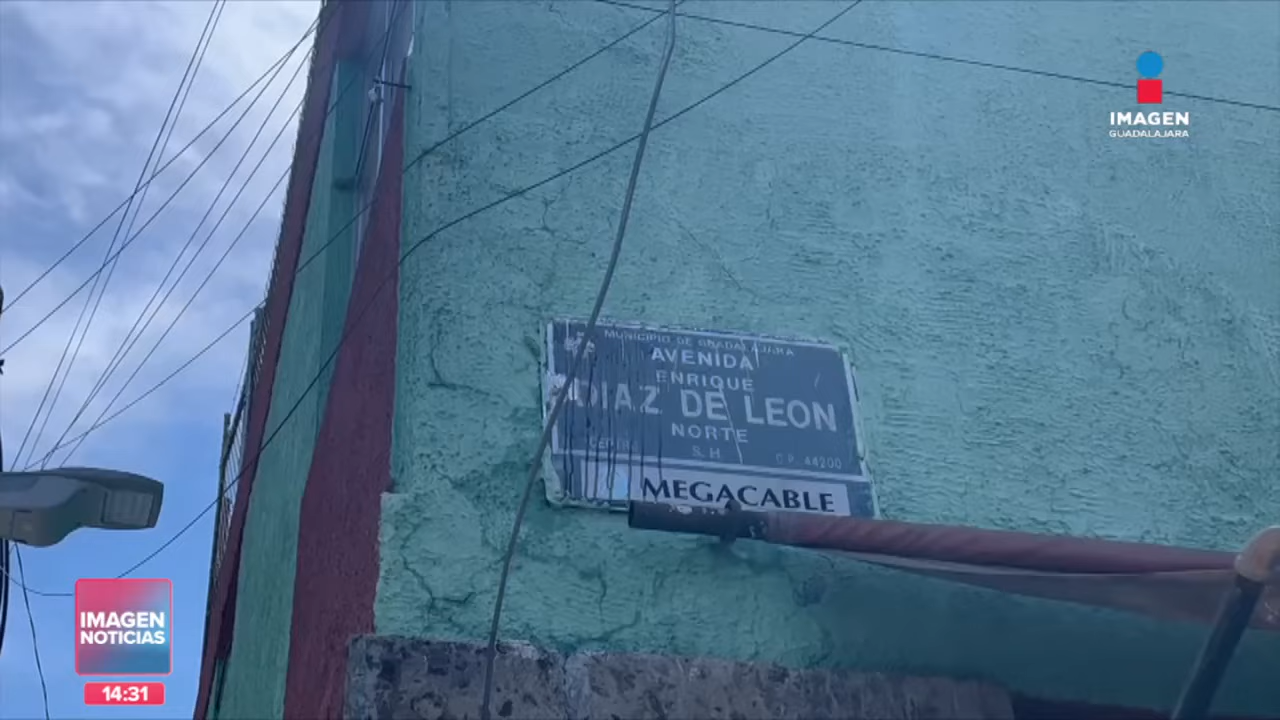 IMAGEN
GUADALAJARA
MUNICIPIO DE GUADALAJARA
AVENIDA
ENRIQUE
DIAZ DE LEON
NORTE
S. H.
C.P. 44200
MEGACABLE
IMAGEN
NOTICIAS
14:31